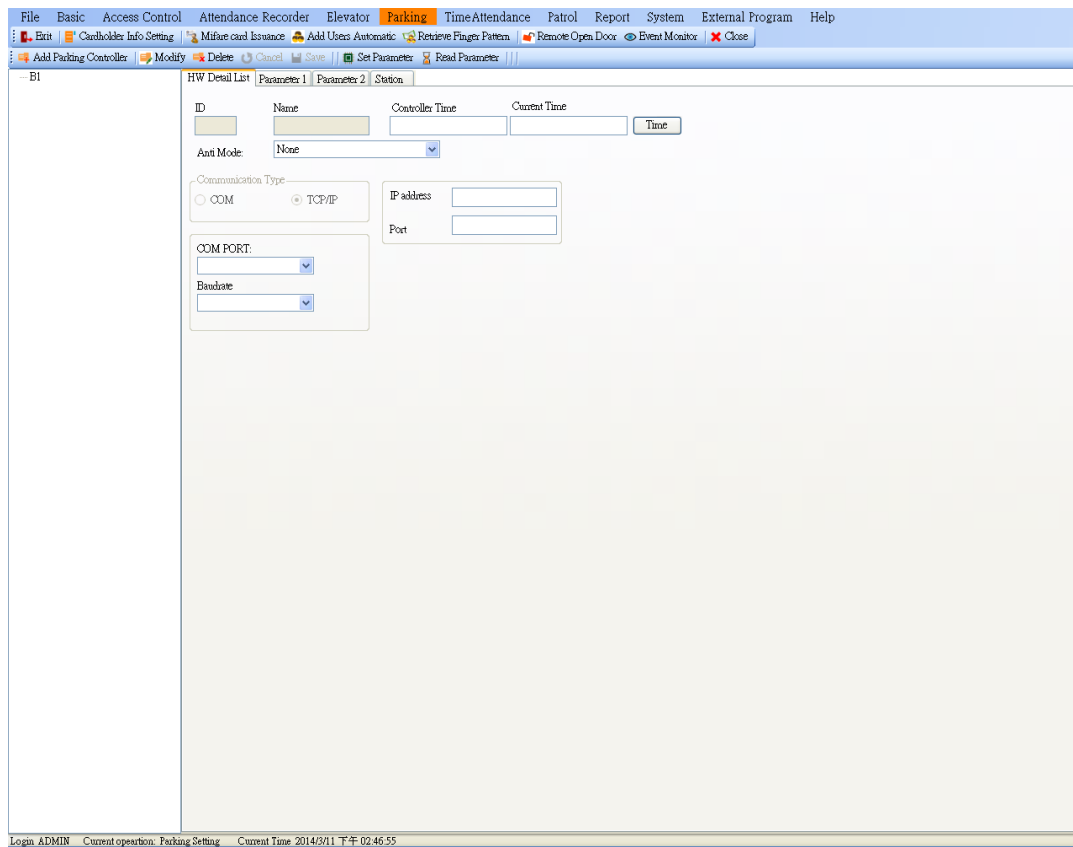 File Basic Access Control Attendance Recorder Elevator Parking TimeAttendance Patrol Report System External Program Help
Exit Cardholder Info Setting Mifare card Issuance Add Users Automatic Retrieve Finger Pattern Remote Open Door Event Monitor Close
Add Parking Controller Modify Delete Cancel Save Set Parameter Read Parameter
B1
HW Detail List Parameter 1 Parameter 2 Station
ID Name Controller Time Current Time
Time
Anti Mode: None
Communication Type
COM TCP/IP
IP address
Port
COM PORT:
Baudrate
Login ADMIN Current opeartion: Parking Setting Current Time 2014/3/11 下午 02:46:55